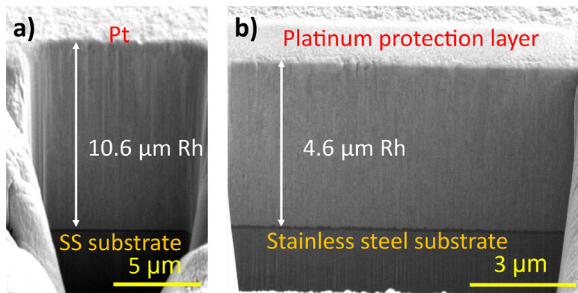 a)
Pt
10.6 µm Rh
SS substrate
5 µm
b)
Platinum protection layer
4.6 µm Rh
Stainless steel substrate
3 µm